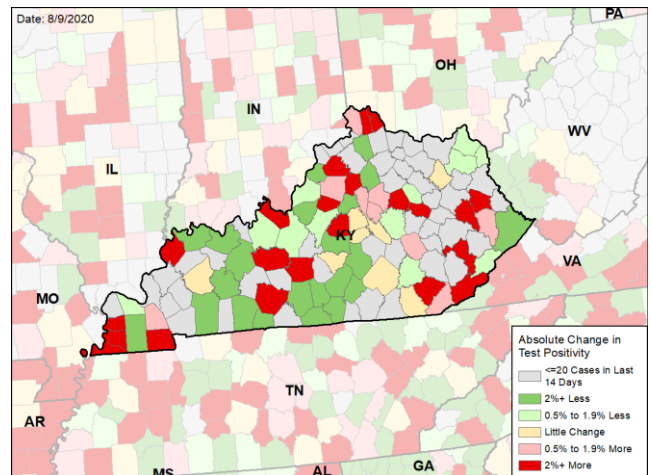 Date: 8/9/2020
PA
OH
IN
WV
IL
KY
VA
MO
TN
AR
MS
AL
GA
Absolute Change in
Test Positivity
<=20 Cases in Last
14 Days
2%+ Less
0.5% to 1.9% Less
Little Change
0.5% to 1.9% More
2%+ More